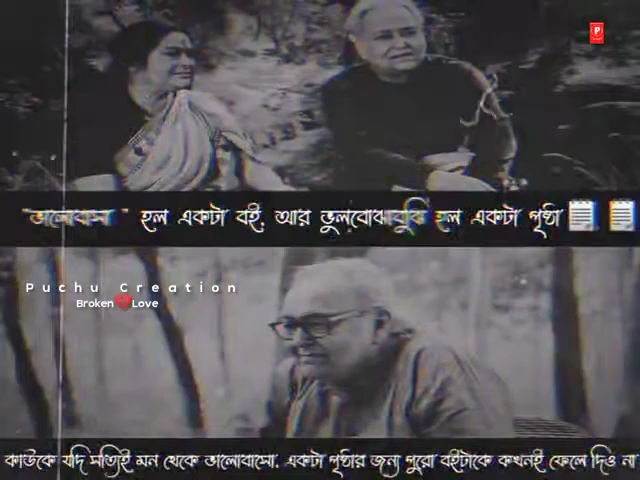 P
"ভালোবাসা " হল একটা বই, আর ভুলবোঝাবুঝি হল একটা পৃষ্ঠা
Puchu Creation
Broken Love
কাউকে যদি সত্যিই মন থেকে ভালোবাসো, একটা পৃষ্ঠার জন্য পুরো বইটাকে কখনই ফেলে দিও না